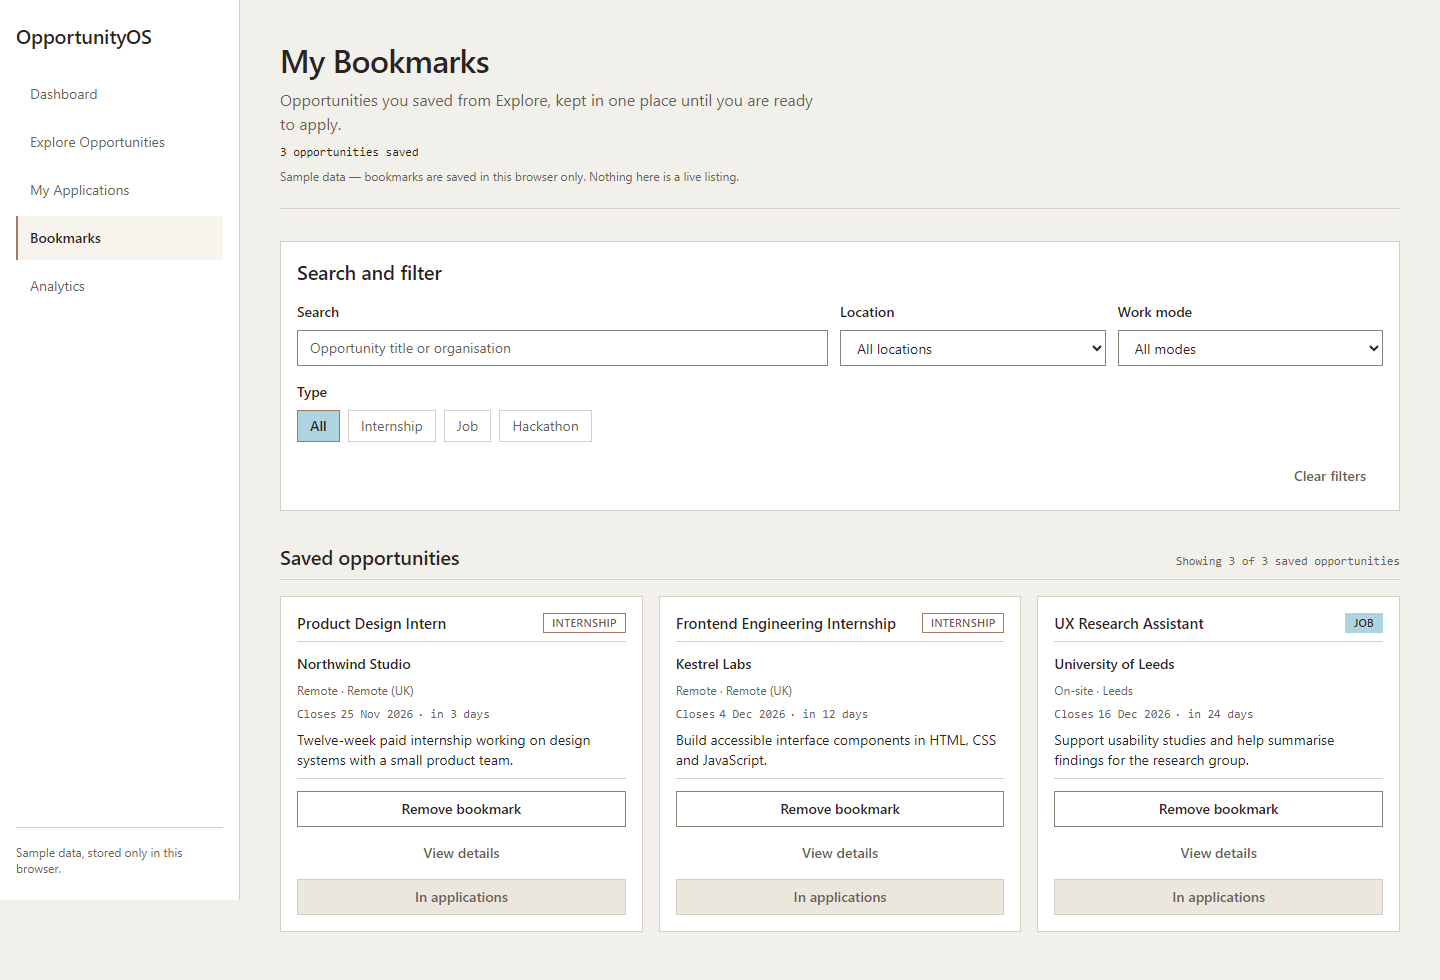 OpportunityOS
Dashboard
Explore Opportunities
My Applications
Bookmarks
Analytics
Sample data, stored only in this
browser.
My Bookmarks
Opportunities you saved from Explore, kept in one place until you are ready
to apply.
3 opportunities saved
Sample data — bookmarks are saved in this browser only. Nothing here is a live listing.
Search and filter
Search
Opportunity title or organisation
Location
All locations
Work mode
All modes
Type
All
Internship
Job
Hackathon
Clear filters
Saved opportunities
Showing 3 of 3 saved opportunities
Product Design Intern
INTERNSHIP
Northwind Studio
Remote · Remote (UK)
Closes 25 Nov 2026 · in 3 days
Twelve-week paid internship working on design
systems with a small product team.
Remove bookmark
View details
In applications
Frontend Engineering Internship
INTERNSHIP
Kestrel Labs
Remote · Remote (UK)
Closes 4 Dec 2026 · in 12 days
Build accessible interface components in HTML, CSS
and JavaScript.
Remove bookmark
View details
In applications
UX Research Assistant
JOB
University of Leeds
On-site · Leeds
Closes 16 Dec 2026 · in 24 days
Support usability studies and help summarise
findings for the research group.
Remove bookmark
View details
In applications